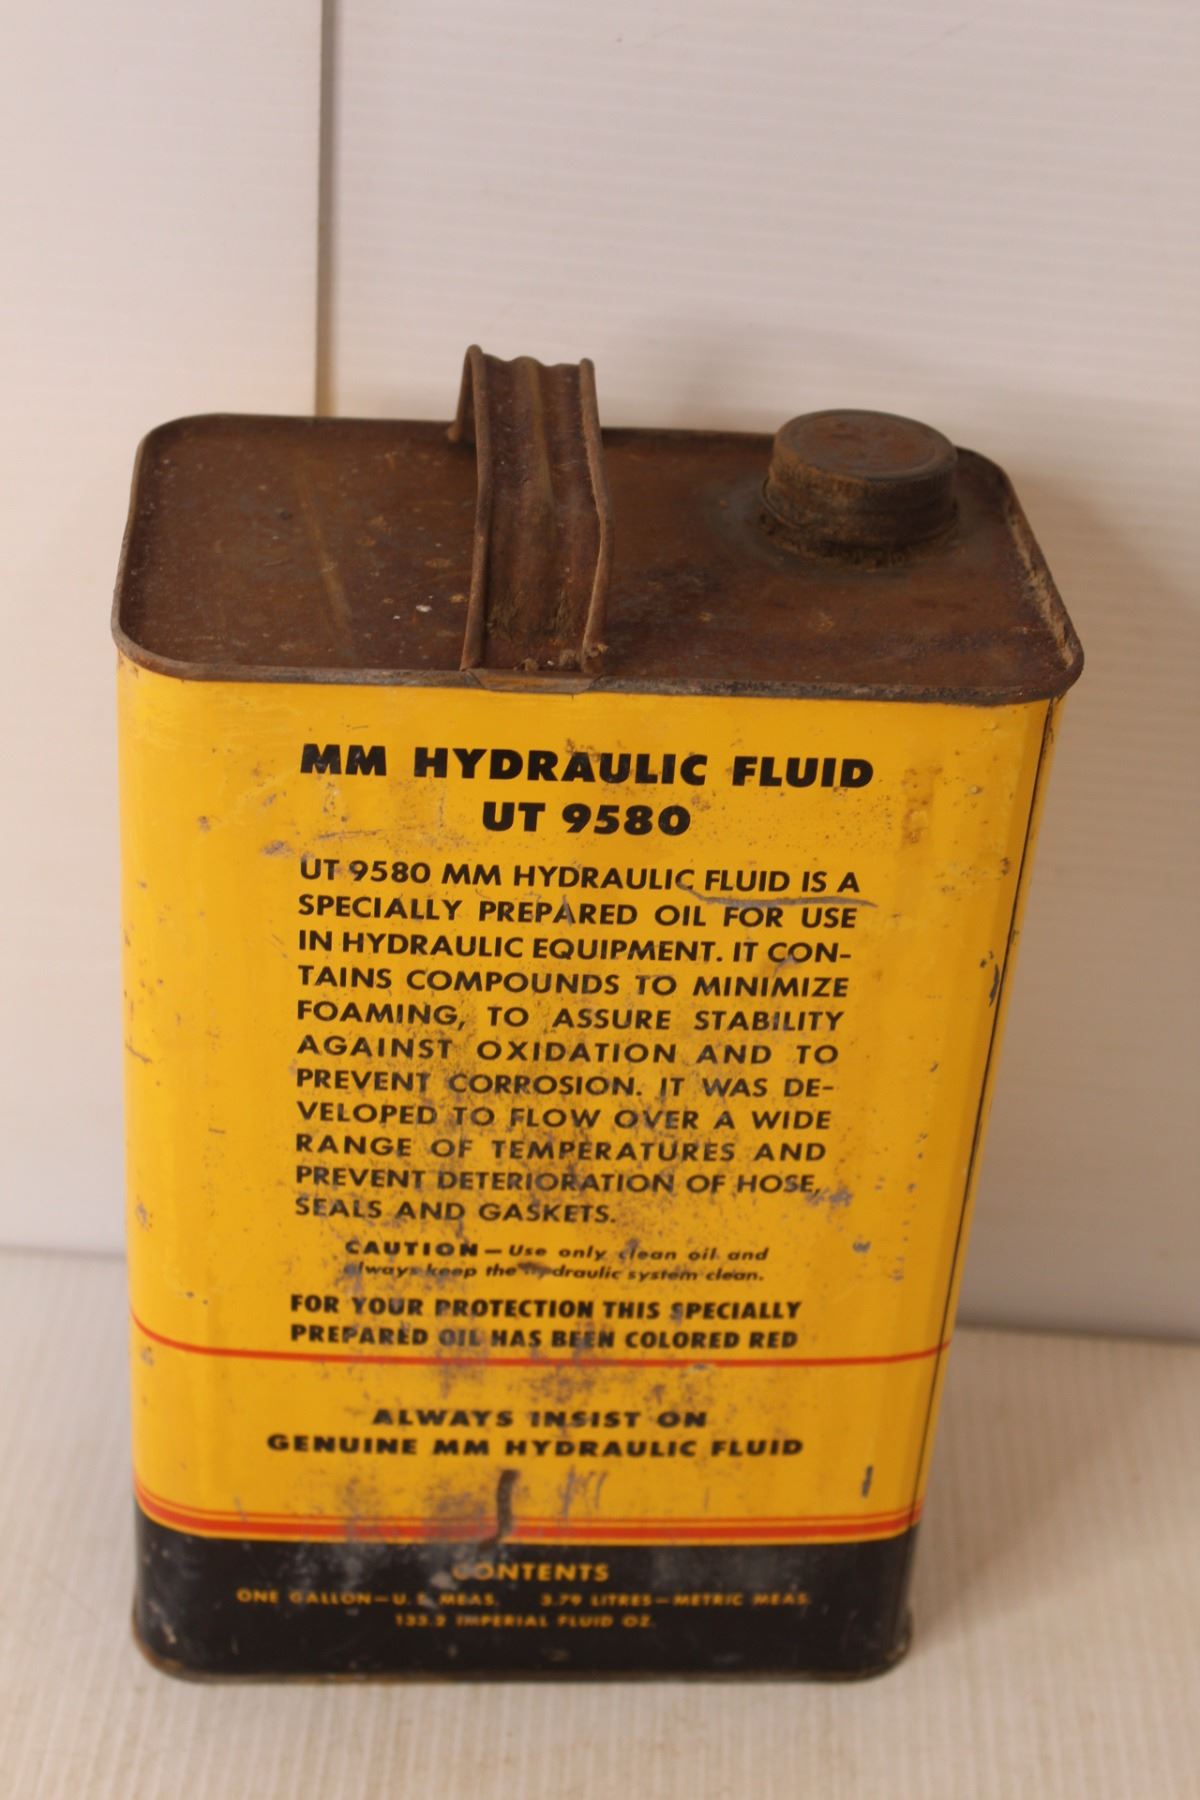 MM HYDRAULIC FLUID
UT 9580
UT 9580 MM HYDRAULIC FLUID IS A
SPECIALLY PREPARED OIL FOR USE
IN HYDRAULIC EQUIPMENT. IT CON-
TAINS COMPOUNDS TO MINIMIZE
FOAMING, TO ASSURE STABILITY
AGAINST OXIDATION AND TO
PREVENT CORROSION. IT WAS DE-
VELOPED TO FLOW OVER A WIDE
RANGE OF TEMPERATURES AND
PREVENT DETERIORATION OF HOSE,
SEALS AND GASKETS.
CAUTION—Use only clean oil and
always keep the hydraulic system clean.
FOR YOUR PROTECTION THIS SPECIALLY
PREPARED OIL HAS BEEN COLORED RED
ALWAYS INSIST ON
GENUINE MM HYDRAULIC FLUID
CONTENTS
ONE GALLON—U.S. MEAS. 3.79 LITRES—METRIC MEAS.
133.2 IMPERIAL FLUID OZ.